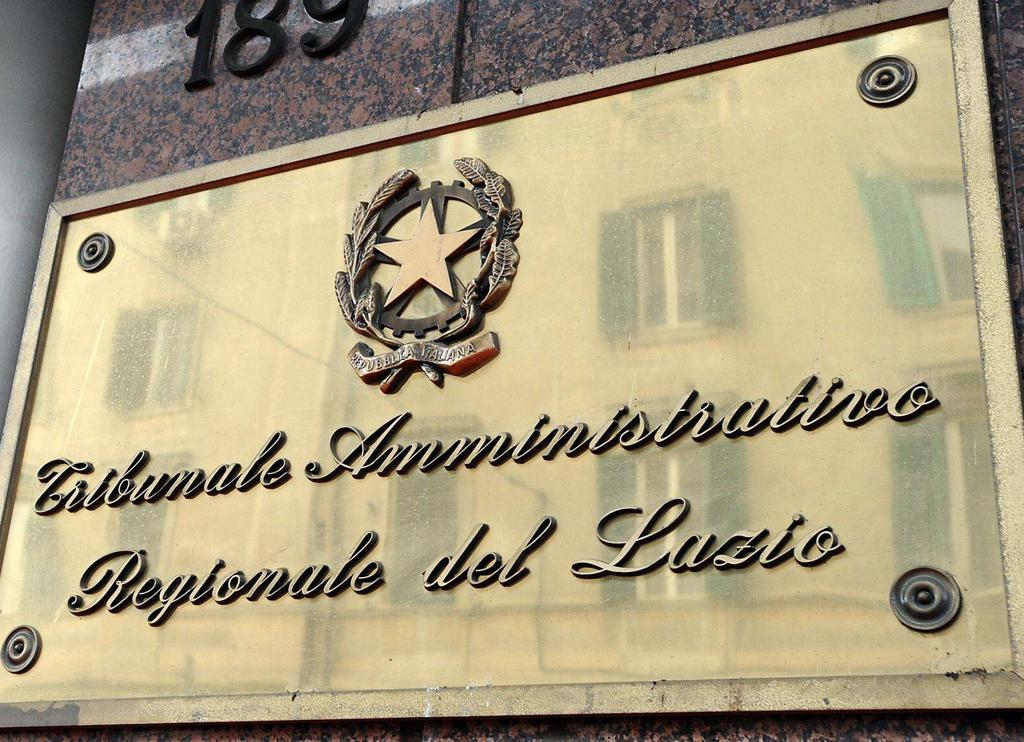 189
REPUBBLICA ITALIANA
Tribunale Amministrativo
Regionale del Lazio